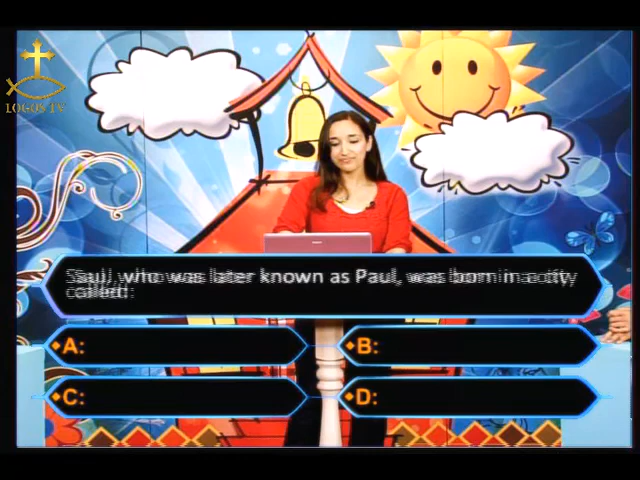 LOGOS TV
Saul, who was later known as Paul, was born in a city
called:
A:
B:
C:
D: